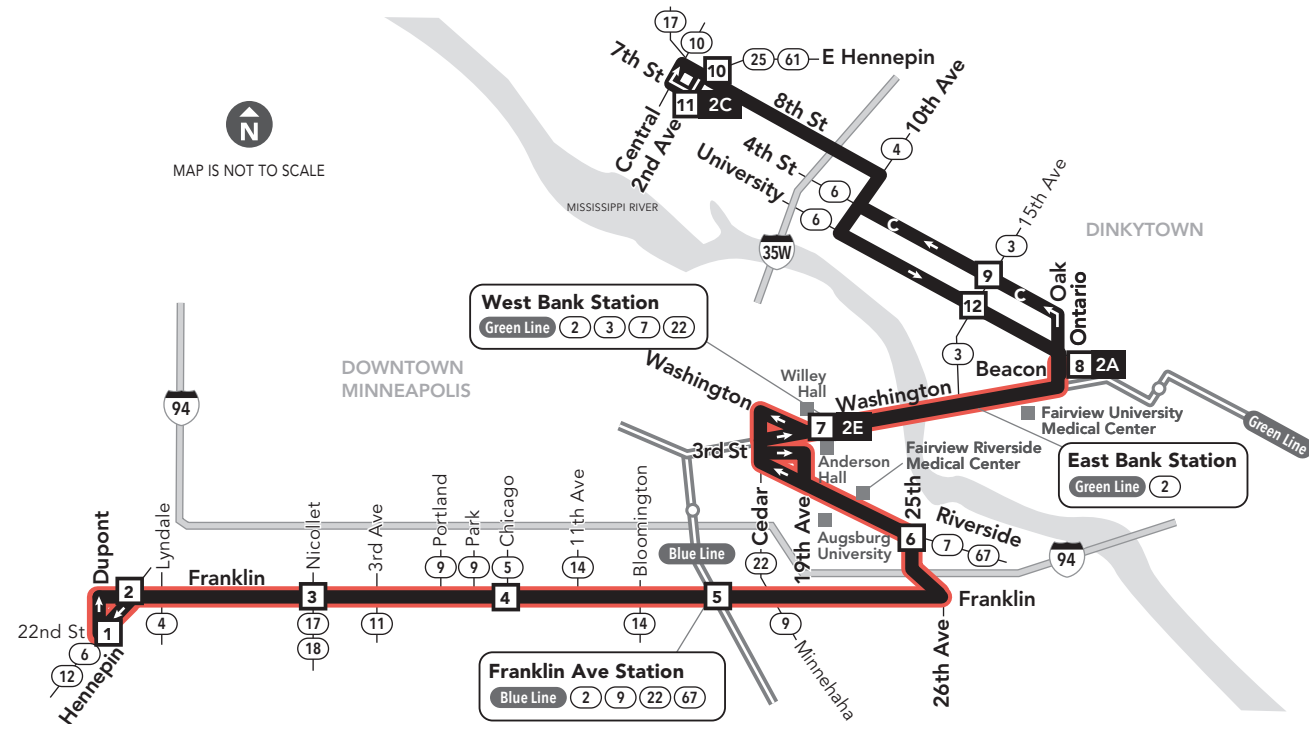 17
10
7th St
10
25
61
E Hennepin
11
2C
8th St
10th Ave
Central
2nd Ave
4th St
University
4
6
6
N
MAP IS NOT TO SCALE
MISSISSIPPI RIVER
35W
C
3
15th Ave
DINKYTOWN
9
C
12
Oak
Ontario
3
Beacon
8
2A
West Bank Station
Green Line
2
3
7
22
Washington
Willey
Hall
Washington
7
2E
Fairview University
Medical Center
Green Line
DOWNTOWN
MINNEAPOLIS
94
3rd St
Anderson
Hall
Fairview Riverside
Medical Center
East Bank Station
Green Line
2
Cedar
19th Ave
Augsburg
University
25th
6
Riverside
7
67
94
Dupont
Lyndale
Nicollet
3rd Ave
Portland
Park
Chicago
11th Ave
Bloomington
Blue Line
9
9
5
14
22
2
Franklin
3
4
5
Franklin
22nd St
1
4
17
18
11
14
9
Minnehaha
26th Ave
6
12
Hennepin
Franklin Ave Station
Blue Line
2
9
22
67